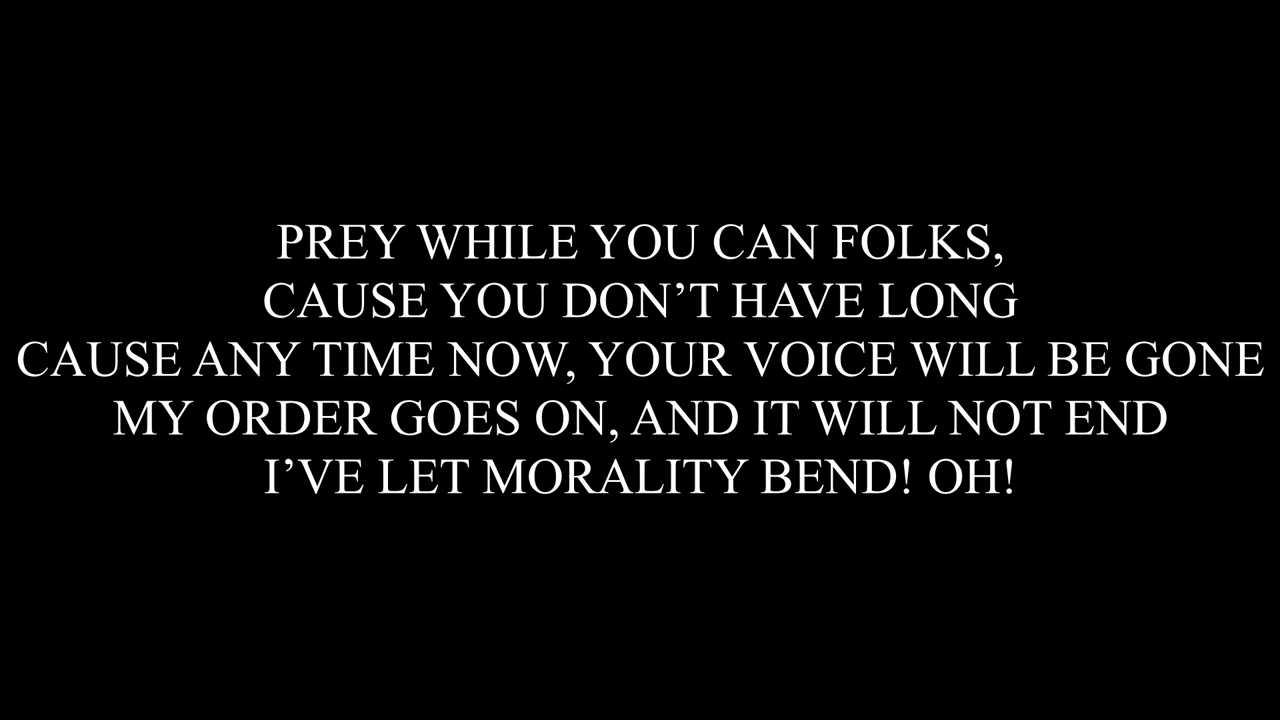 PREY WHILE YOU CAN FOLKS,
CAUSE YOU DON’T HAVE LONG
CAUSE ANY TIME NOW, YOUR VOICE WILL BE GONE
MY ORDER GOES ON, AND IT WILL NOT END
I’VE LET MORALITY BEND! OH!